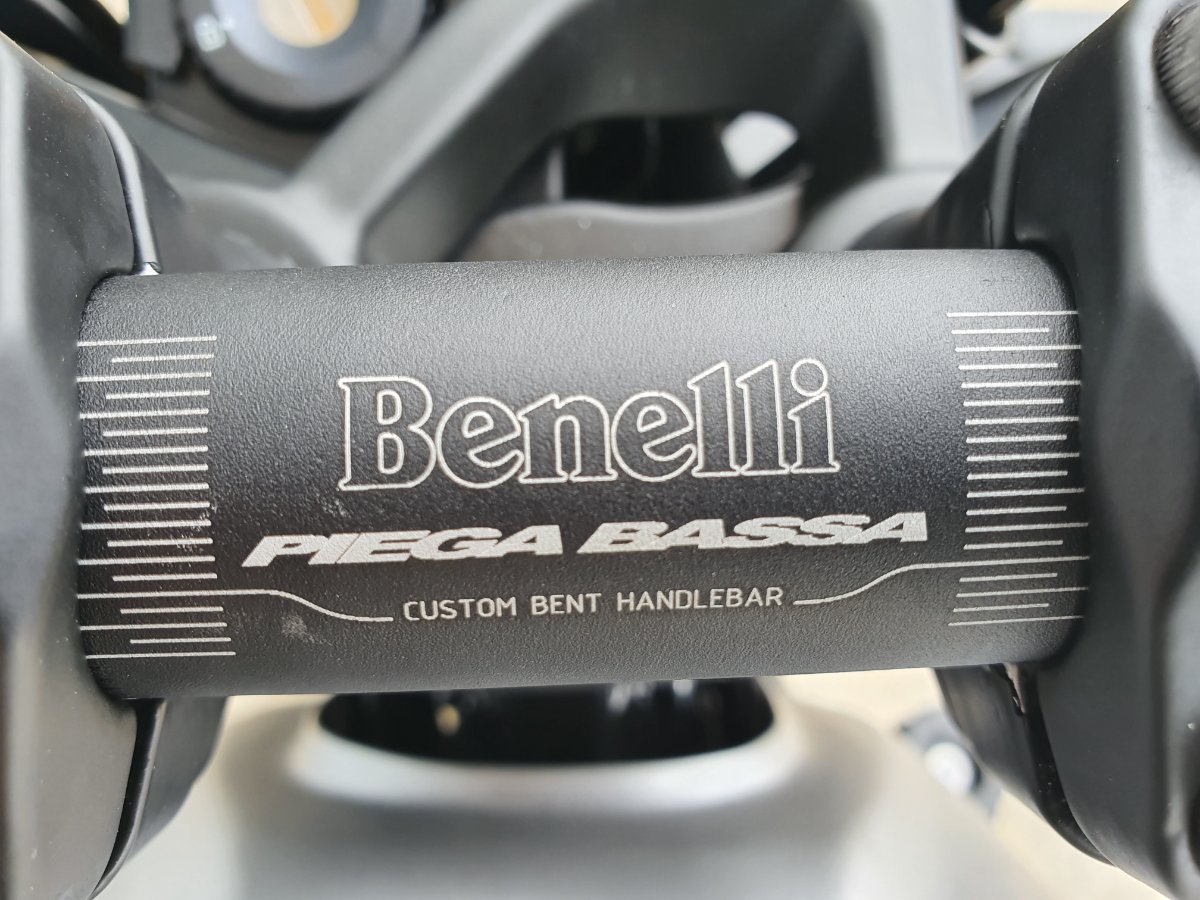 Benelli
PIEGA BASSA
CUSTOM BENT HANDLEBAR